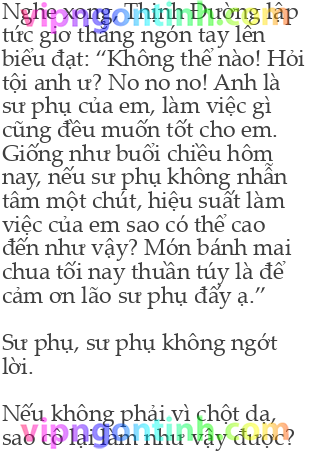 Nghe xong, Thịnh Đường lập
tức giơ thẳng ngón tay lên
biểu đạt: “Không thể nào! Hỏi
tội anh ư? No no no! Anh là
sư phụ của em, làm việc gì
cũng đều muốn tốt cho em.
Giống như buổi chiều hôm
nay, nếu sư phụ không nhẫn
tâm một chút, hiệu suất làm
việc của em sao có thể cao
đến như vậy? Món bánh mai
chua tối nay thuần túy là để
cảm ơn lão sư phụ đấy ạ.”
Sư phụ, sư phụ không ngớt
lời.
Nếu không phải vì chột dạ,
sao cô lại làm như vậy được?
vipngontinh.com
vipngontinh.com